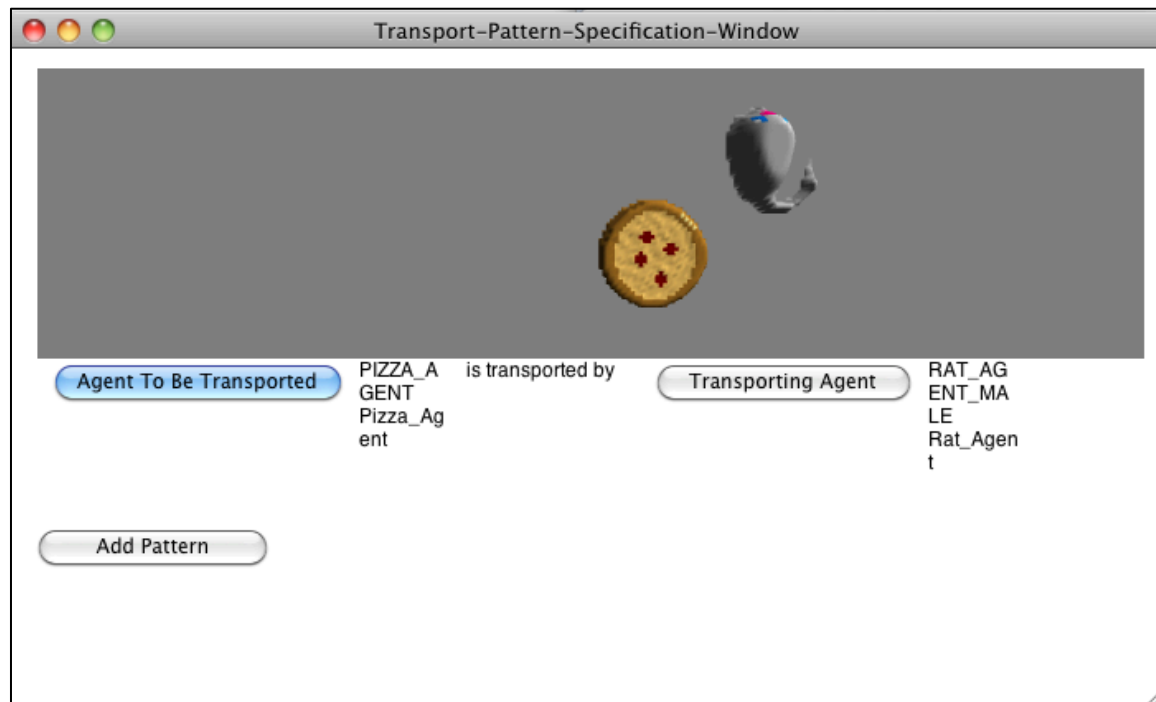 Transport-Pattern-Specification-Window
Agent To Be Transported
PIZZA_A
GENT
Pizza_Ag
ent
is transported by
Transporting Agent
RAT_AG
ENT_MA
LE
Rat_Agen
t
Add Pattern